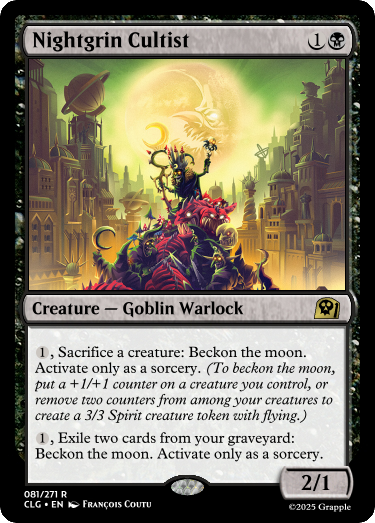 Nightgrin Cultist 1
Creature — Goblin Warlock
1, Sacrifice a creature: Beckon the moon.
Activate only as a sorcery. (To beckon the moon,
put a +1/+1 counter on a creature you control, or
remove two counters from among your creatures to
create a 3/3 Spirit creature token with flying.)
1, Exile two cards from your graveyard:
Beckon the moon. Activate only as a sorcery.
2/1
081/271 R
CLG • EN François Coutu
©2025 Grapple